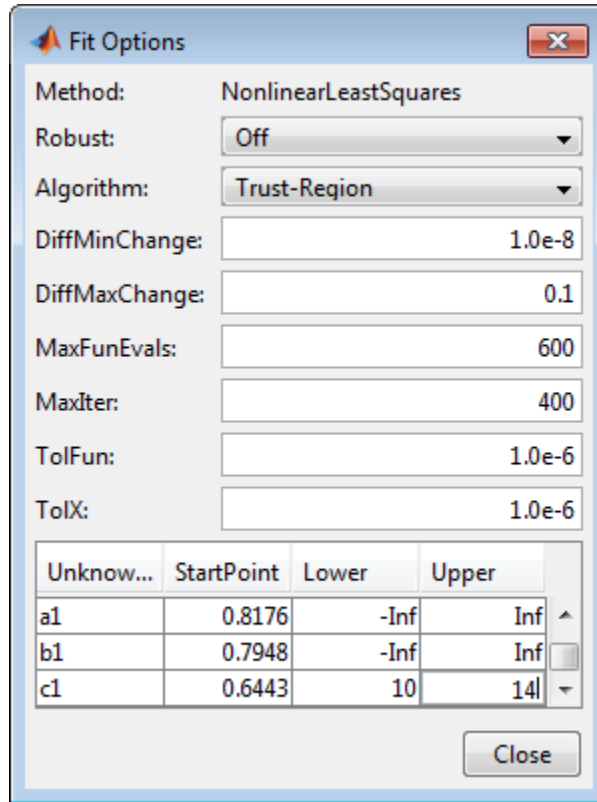 Fit Options
Method: NonlinearLeastSquares
Robust: Off
Algorithm: Trust-Region
DiffMinChange: 1.0e-8
DiffMaxChange: 0.1
MaxFunEvals: 600
MaxIter: 400
TolFun: 1.0e-6
TolX: 1.0e-6
Unknow... StartPoint Lower Upper
a1 0.8176 -Inf Inf
b1 0.7948 -Inf Inf
c1 0.6443 10 14
Close